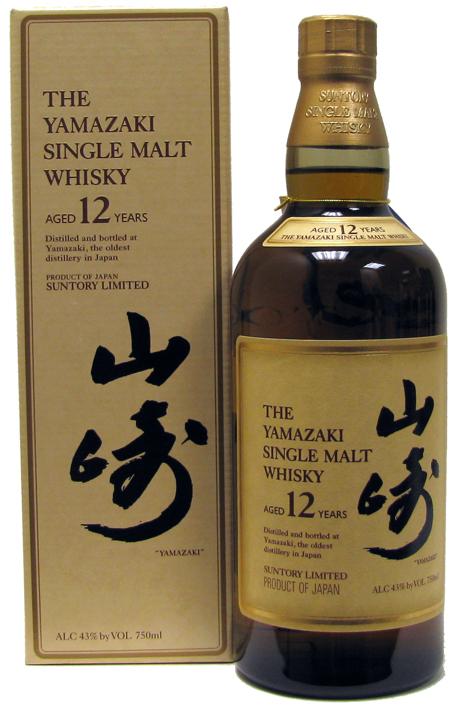 THE
YAMAZAKI
SINGLE MALT
WHISKY
AGED 12 YEARS
Distilled and bottled at
Yamazaki, the oldest
distillery in Japan
PRODUCT OF JAPAN
SUNTORY LIMITED
山崎
"YAMAZAKI"
ALC 43% by VOL 750ml
SUNTORY
SINGLE MALT
WHISKY
AGED 12 YEARS
THE YAMAZAKI SINGLE MALT WHISKY
THE
YAMAZAKI
SINGLE MALT
WHISKY
AGED 12 YEARS
Distilled and bottled at
Yamazaki, the oldest
distillery in Japan
山崎
"YAMAZAKI"
SUNTORY LIMITED
PRODUCT OF JAPAN
ALC 43% by VOL 750ml